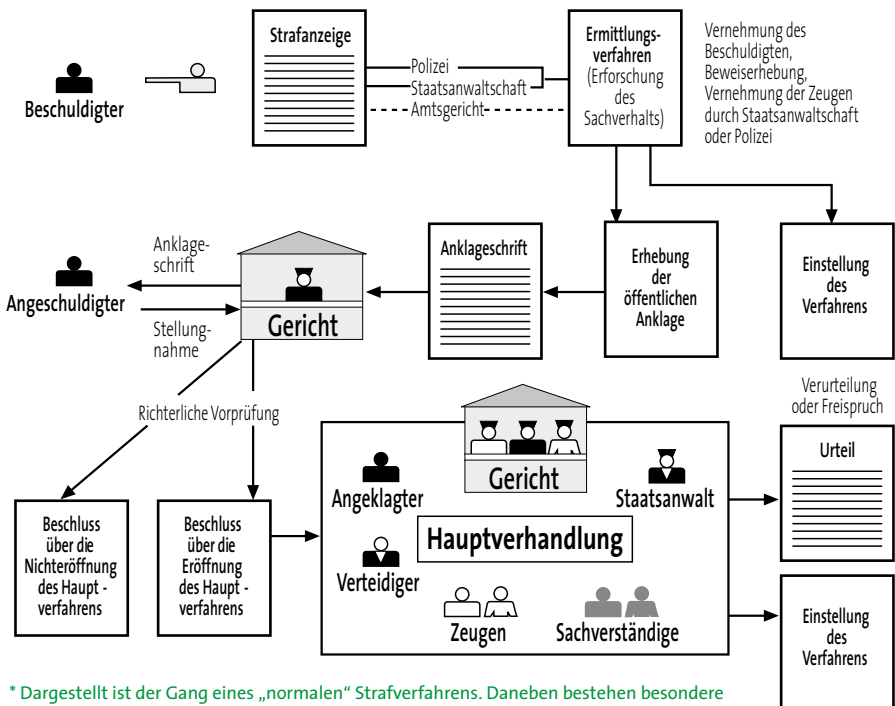 Beschuldigter
Strafanzeige
Polizei
Staatsanwaltschaft
Amtsgericht
Ermittlungs-
verfahren
(Erforschung
des
Sachverhalts)
Vernehmung des
Beschuldigten,
Beweiserhebung,
Vernehmung der Zeugen
durch Staatsanwaltschaft
oder Polizei
Angeschuldigter
Anklage-
schrift
Stellung-
nahme
Gericht
Anklageschrift
Erhebung
der
öffentlichen
Anklage
Einstellung
des
Verfahrens
Richterliche Vorprüfung
Beschluss
über die
Nichteröffnung
des Haupt -
verfahrens
Beschluss
über die
Eröffnung
des Haupt -
verfahrens
Gericht
Angeklagter
Staatsanwalt
Hauptverhandlung
Verteidiger
Zeugen
Sachverständige
Verurteilung
oder Freispruch
Urteil
Einstellung
des
Verfahrens
* Dargestellt ist der Gang eines „normalen“ Strafverfahrens. Daneben bestehen besondere